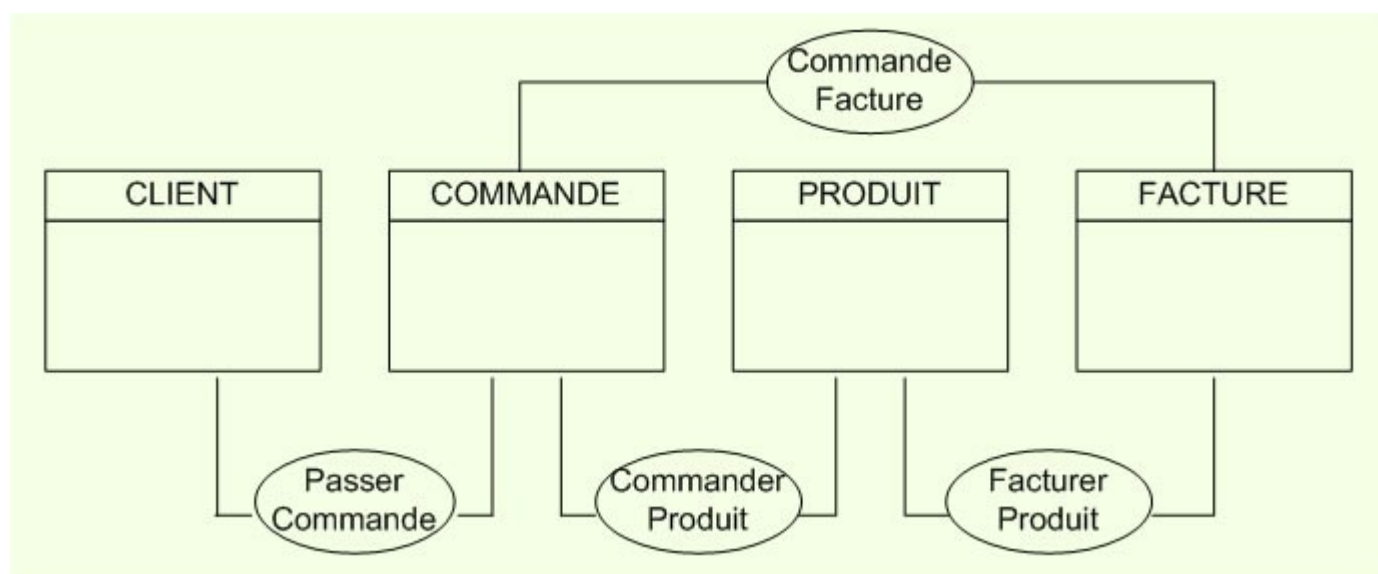 Commande
Facture
CLIENT
COMMANDE
PRODUIT
FACTURE
Passer
Commande
Commander
Produit
Facturer
Produit